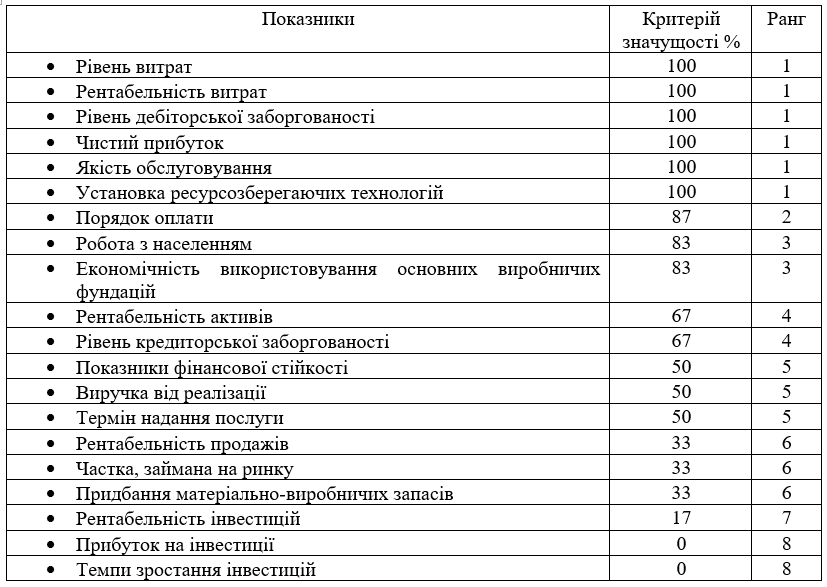 Показники Критерій Ранг
значущості %
• Рівень витрат 100 1
• Рентабельність витрат 100 1
• Рівень дебіторської заборгованості 100 1
• Чистий прибуток 100 1
• Якість обслуговування 100 1
• Установка ресурсозберегаючих технологій 100 1
• Порядок оплати 87 2
• Робота з населенням 83 3
• Економічність використовування основних виробничих 83 3
фундацій
• Рентабельність активів 67 4
• Рівень кредиторської заборгованості 67 4
• Показники фінансової стійкості 50 5
• Виручка від реалізації 50 5
• Термін надання послуги 50 5
• Рентабельність продажів 33 6
• Частка, займана на ринку 33 6
• Придбання матеріально-виробничих запасів 33 6
• Рентабельність інвестицій 17 7
• Прибуток на інвестиції 0 8
• Темпи зростання інвестицій 0 8